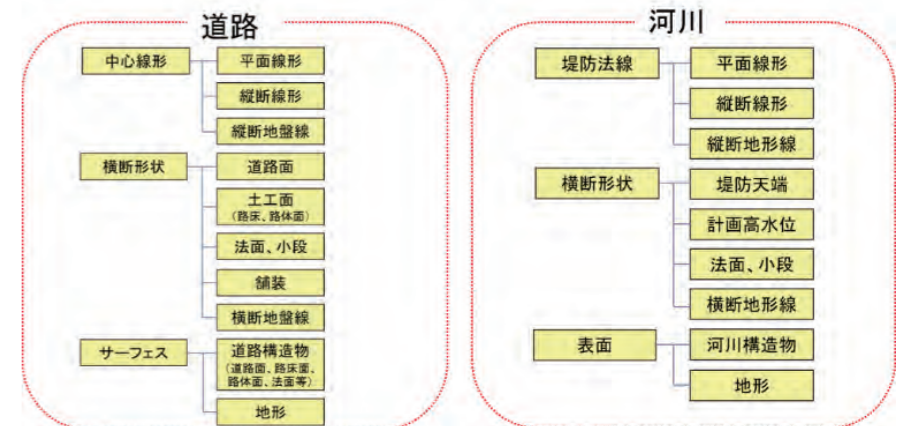 道路
中心線形
平面線形
縦断線形
縦断地盤線
横断形状
道路面
土工面
(路床、路体面)
法面、小段
舗装
横断地盤線
サーフェス
道路構造物
(道路面、路床面、
路体面、法面等)
地形
河川
堤防法線
平面線形
縦断線形
縦断地形線
横断形状
堤防天端
計画高水位
法面、小段
横断地形線
表面
河川構造物
地形